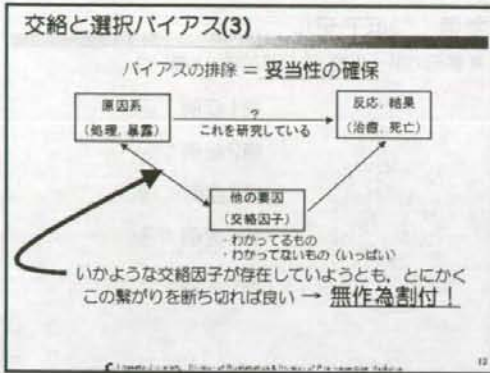 交絡と選択バイアス(3)
バイアスの排除 = 妥当性の確保
原因系
(処理, 暴露)
?
これを研究している
反応, 結果
(治癒, 死亡)
他の要因
(交絡因子)
・わかってるもの
・わかってないもの（いっぱい）
いかような交絡因子が存在していようとも，とにかく
この繋がりを断ち切れば良い → 無作為割付！
12